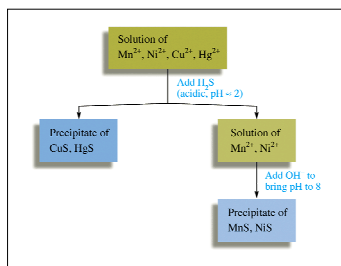 Solution of
Mn²⁺, Ni²⁺, Cu²⁺, Hg²⁺
Add H₂S
(acidic, pH ≈ 2)
Precipitate of
CuS, HgS
Solution of
Mn²⁺, Ni²⁺
Add OH⁻ to
bring pH to 8
Precipitate of
MnS, NiS